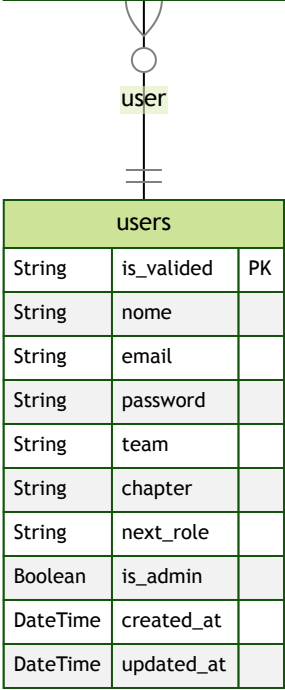 user
users
String is_valided PK
String nome
String email
String password
String team
String chapter
String next_role
Boolean is_admin
DateTime created_at
DateTime updated_at